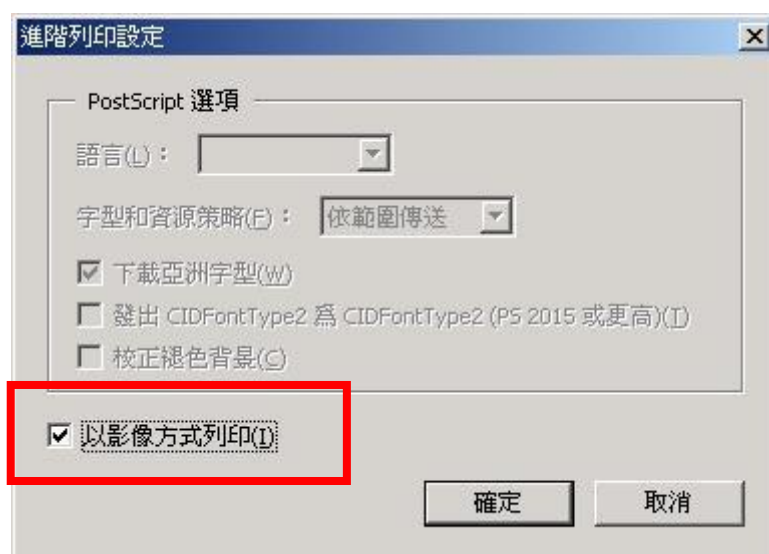 進階列印設定
PostScript 選項
語言(L)：
字型和資源策略(F)： 依範圍傳送
下載亞洲字型(W)
發出 CIDFontType2 為 CIDFontType2 (PS 2015 或更高)(T)
校正褪色背景(C)
以影像方式列印(I)
確定 取消